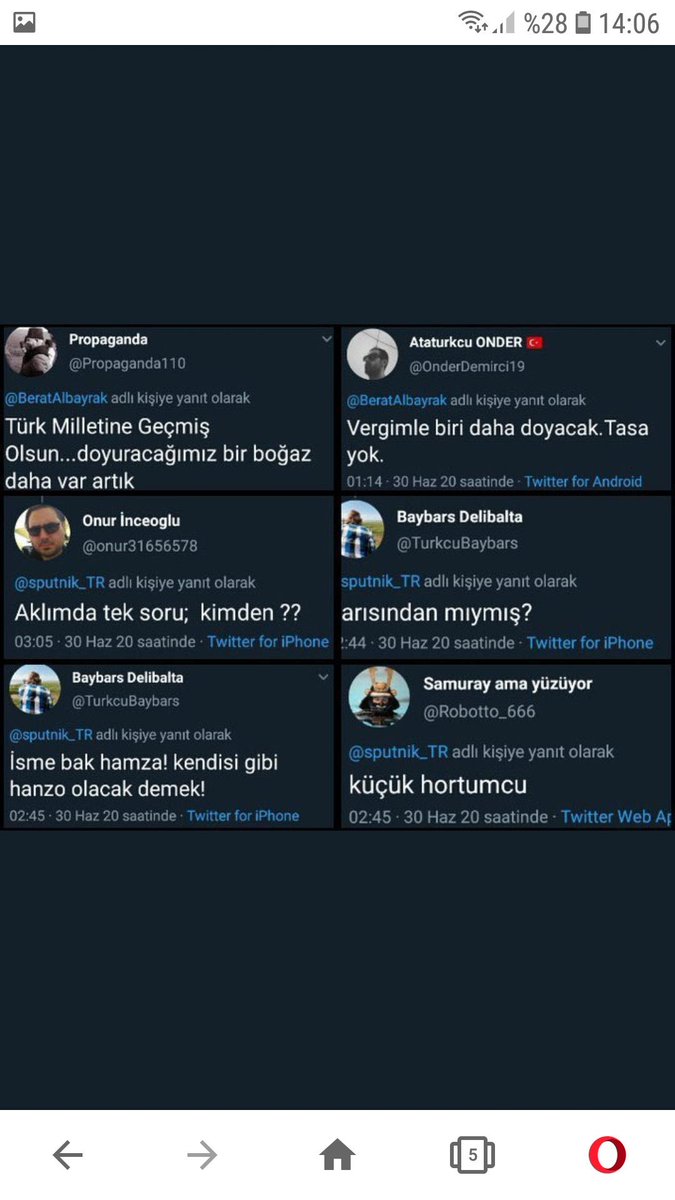 %28 14:06
Propaganda
@Propaganda110
@BeratAlbayrak adlı kişiye yanıt olarak
Türk Milletine Geçmiş
Olsun...doyuracağımız bir boğaz
daha var artık
Ataturkcu ONDER 🇹🇷
@OnderDemirci19
@BeratAlbayrak adlı kişiye yanıt olarak
Vergimle biri daha doyacak.Tasa
yok.
01:14 · 30 Haz 20 saatinde · Twitter for Android
Onur İnceoglu
@onur31656578
@sputnik_TR adlı kişiye yanıt olarak
Aklımda tek soru; kimden ??
03:05 · 30 Haz 20 saatinde · Twitter for iPhone
Baybars Delibalta
@TurkcuBaybars
sputnik_TR adlı kişiye yanıt olarak
arısından mıymış?
:44 · 30 Haz 20 saatinde · Twitter for iPhone
Baybars Delibalta
@TurkcuBaybars
@sputnik_TR adlı kişiye yanıt olarak
İsme bak hamza! kendisi gibi
hanzo olacak demek!
02:45 · 30 Haz 20 saatinde · Twitter for iPhone
Samuray ama yüzüyor
@Robotto_666
@sputnik_TR adlı kişiye yanıt olarak
küçük hortumcu
02:45 · 30 Haz 20 saatinde · Twitter Web Ap
5